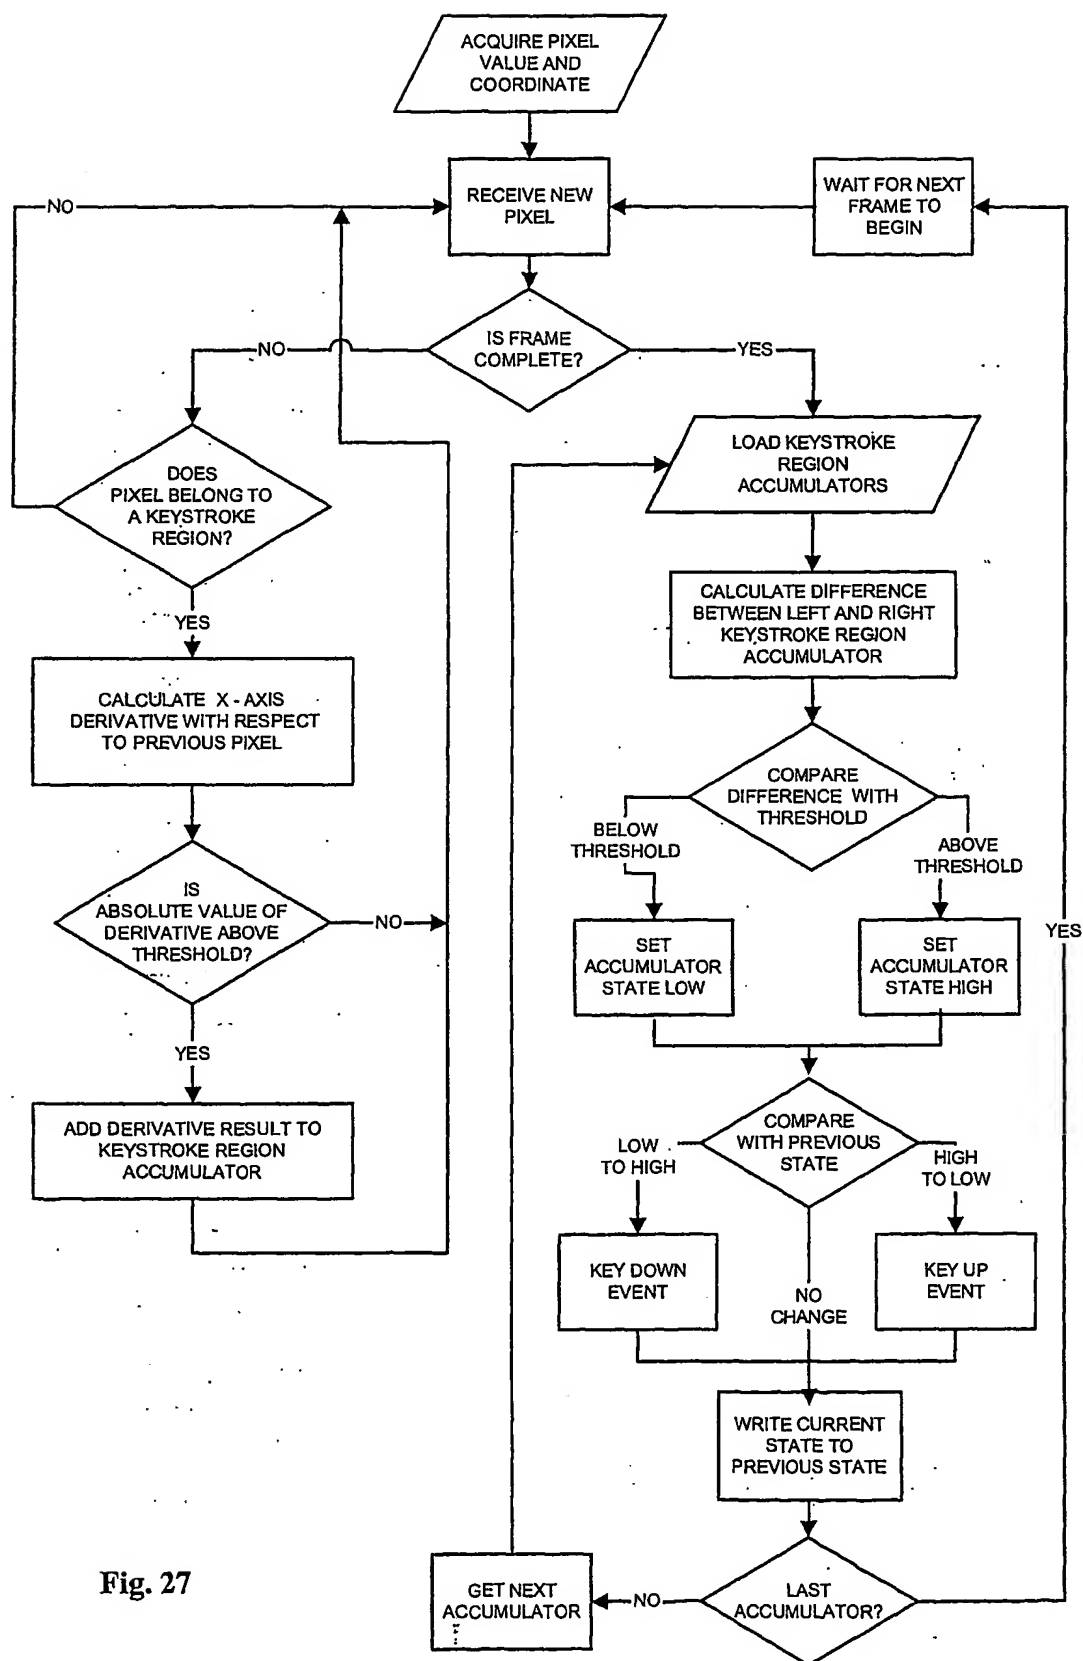 ACQUIRE PIXEL
VALUE AND
COORDINATE
RECEIVE NEW
PIXEL
WAIT FOR NEXT
FRAME TO
BEGIN
NO
IS FRAME
COMPLETE?
NO
YES
DOES
PIXEL BELONG TO
A KEYSTROKE
REGION?
YES
CALCULATE X - AXIS
DERIVATIVE WITH RESPECT
TO PREVIOUS PIXEL
IS
ABSOLUTE VALUE OF
DERIVATIVE ABOVE
THRESHOLD?
NO
YES
ADD DERIVATIVE RESULT TO
KEYSTROKE REGION
ACCUMULATOR
LOAD KEYSTROKE
REGION
ACCUMULATORS
CALCULATE DIFFERENCE
BETWEEN LEFT AND RIGHT
KEYSTROKE REGION
ACCUMULATOR
COMPARE
DIFFERENCE WITH
THRESHOLD
BELOW
THRESHOLD
ABOVE
THRESHOLD
SET
ACCUMULATOR
STATE LOW
SET
ACCUMULATOR
STATE HIGH
YES
COMPARE
WITH PREVIOUS
STATE
LOW
TO HIGH
HIGH
TO LOW
KEY DOWN
EVENT
NO
CHANGE
KEY UP
EVENT
WRITE CURRENT
STATE TO
PREVIOUS STATE
LAST
ACCUMULATOR?
NO
GET NEXT
ACCUMULATOR
Fig. 27